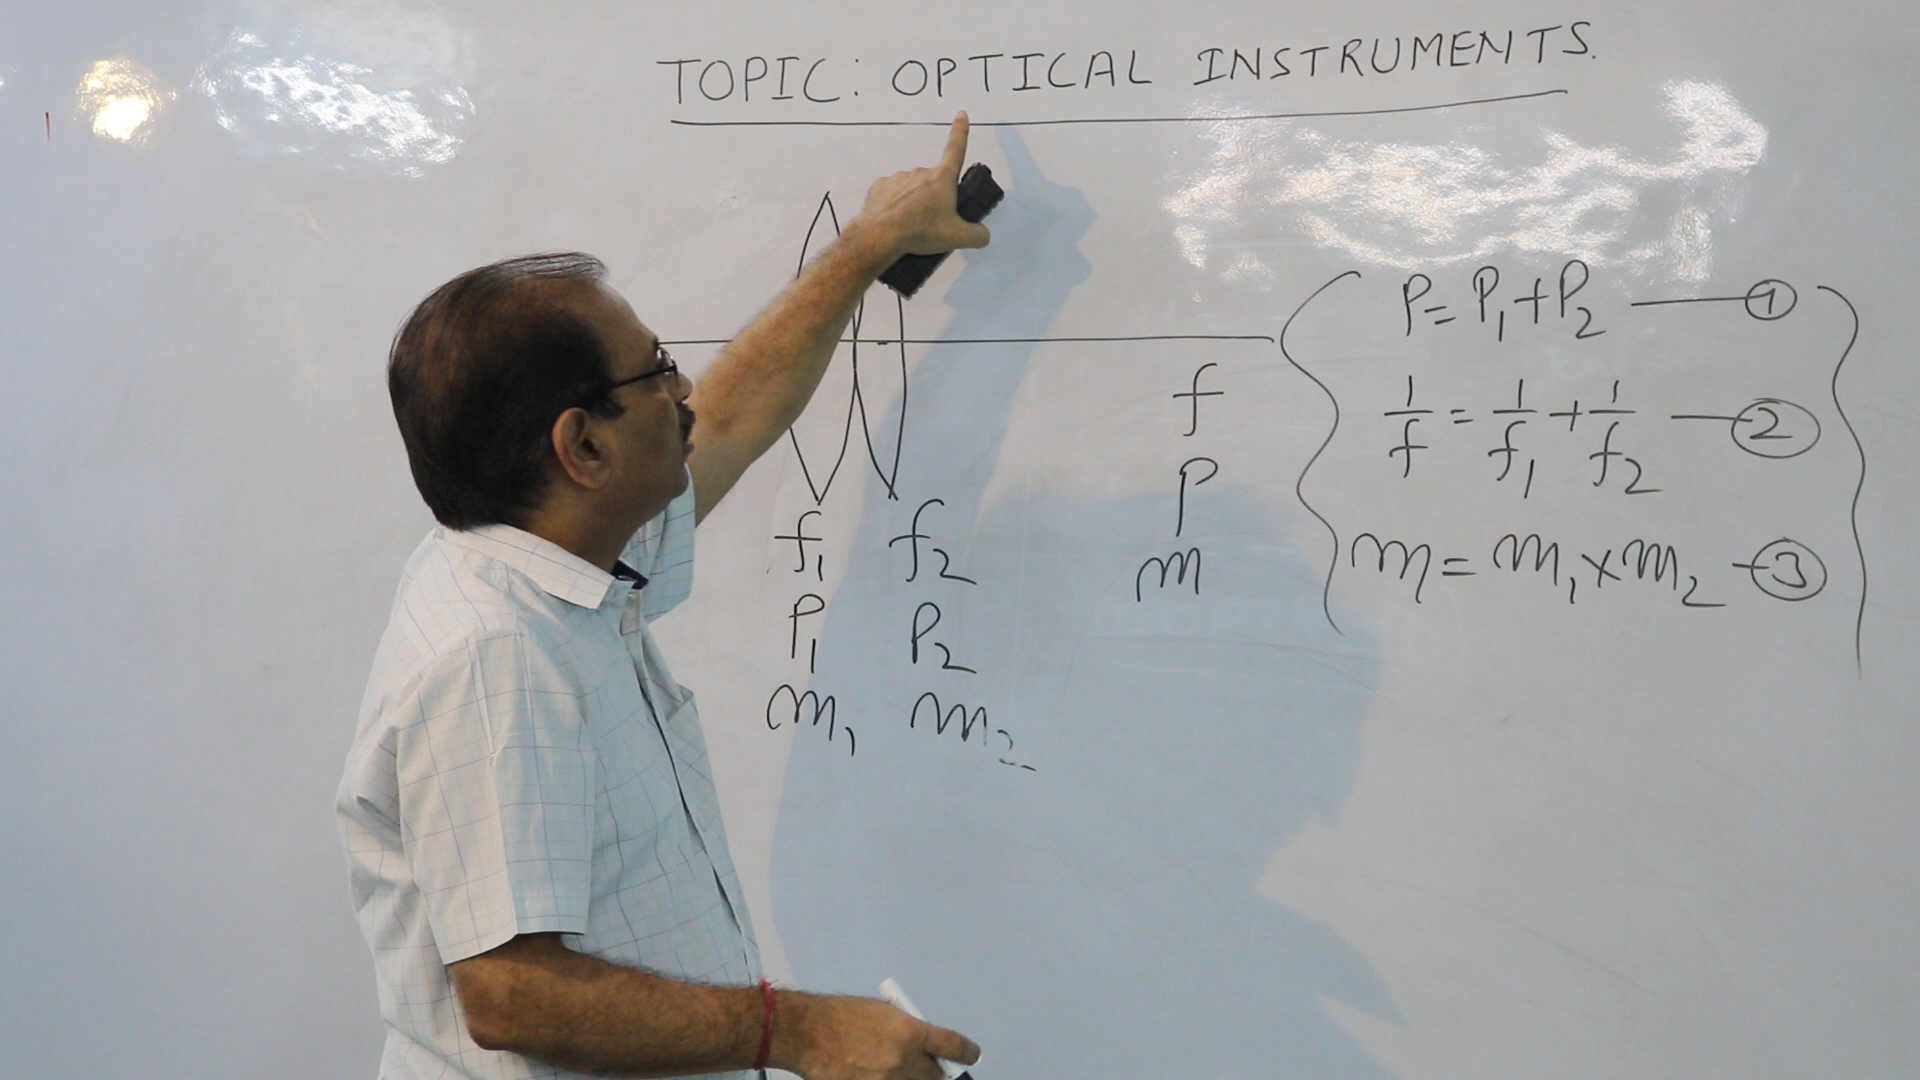 TOPIC: OPTICAL INSTRUMENTS.
P = P₁ + P₂ — ①
1/f = 1/f₁ + 1/f₂ — ②
m = m₁ × m₂ — ③
f
P
m
f₁ f₂
P₁ P₂
m₁ m₂